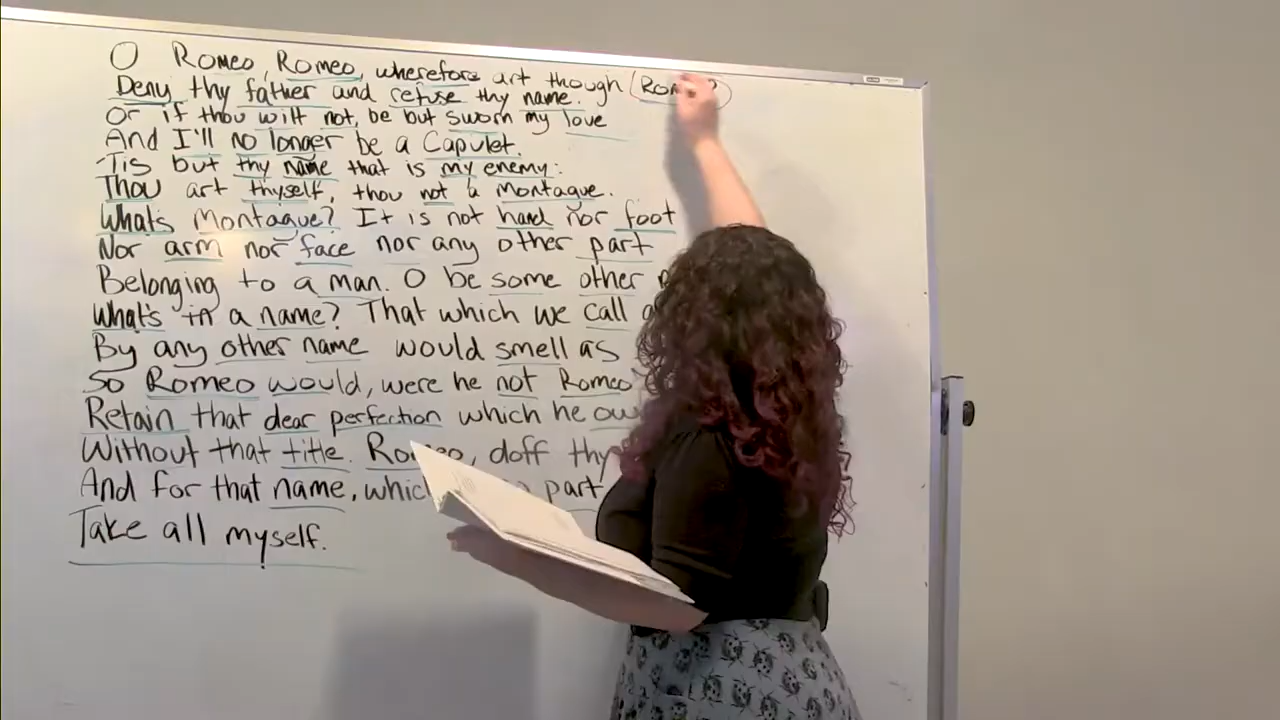 O Romeo, Romeo, wherefore art though
Deny thy father and refuse thy name.
Or if thou wilt not, be but sworn my love
And I'll no longer be a Capulet.
'Tis but thy name that is my enemy:
Thou art thyself, thou not a Montague.
Whats Montague? It is not hand nor foot
Nor arm nor face nor any other part
Belonging to a man. O be some other
What's in a name? That which we call
By any other name would smell as
So Romeo would, were he not Romeo
Retain that dear perfection which he
Without that title. Romeo, doff thy
And for that name, part
Take all myself.